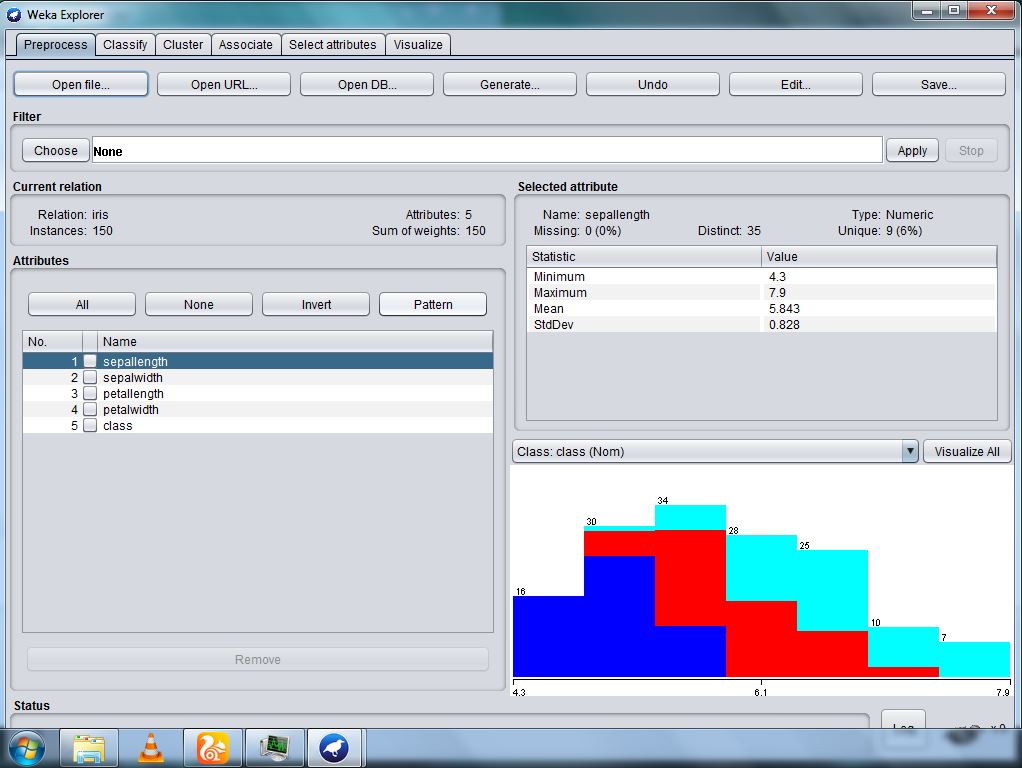 Weka Explorer
Preprocess Classify Cluster Associate Select attributes Visualize
Open file... Open URL... Open DB... Generate... Undo Edit... Save...
Filter
Choose None Apply Stop
Current relation
Relation: iris Attributes: 5
Instances: 150 Sum of weights: 150
Attributes
All None Invert Pattern
No. Name
1 sepallength
2 sepalwidth
3 petallength
4 petalwidth
5 class
Remove
Selected attribute
Name: sepallength Type: Numeric
Missing: 0 (0%) Distinct: 35 Unique: 9 (6%)
Statistic Value
Minimum 4.3
Maximum 7.9
Mean 5.843
StdDev 0.828
Class: class (Nom) Visualize All
16 30 34 28 25 10 7
4.3 6.1 7.9
Status
Log x 0